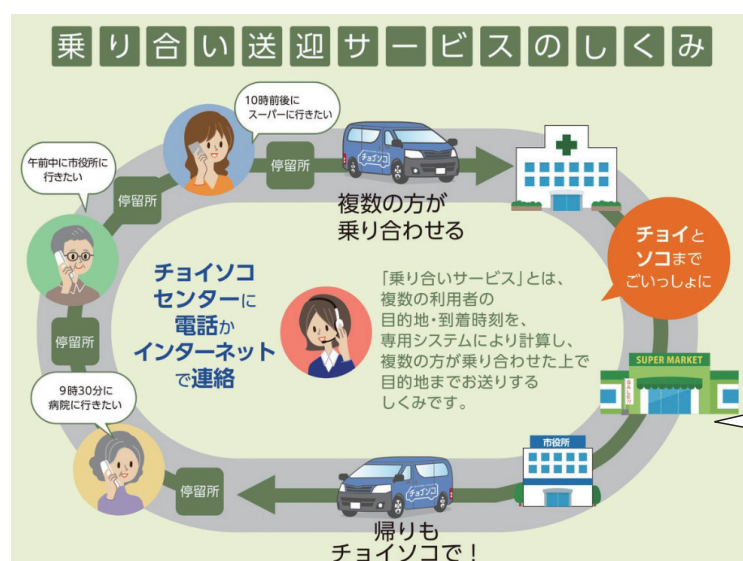 乗り合い送迎サービスのしくみ
10時前後に
スーパーに行きたい
午前中に市役所に
行きたい
停留所
停留所
チョイソコ
複数の方が
乗り合わせる
チョイと
ソコまで
ごいっしょに
チョイソコ
センターに
電話か
インターネット
で連絡
「乗り合いサービス」とは、
複数の利用者の
目的地・到着時刻を、
専用システムにより計算し、
複数の方が乗り合わせた上で
目的地までお送りする
しくみです。
停留所
SUPER MARKET
9時30分に
病院に行きたい
市役所
停留所
チョイソコ
帰りも
チョイソコで！